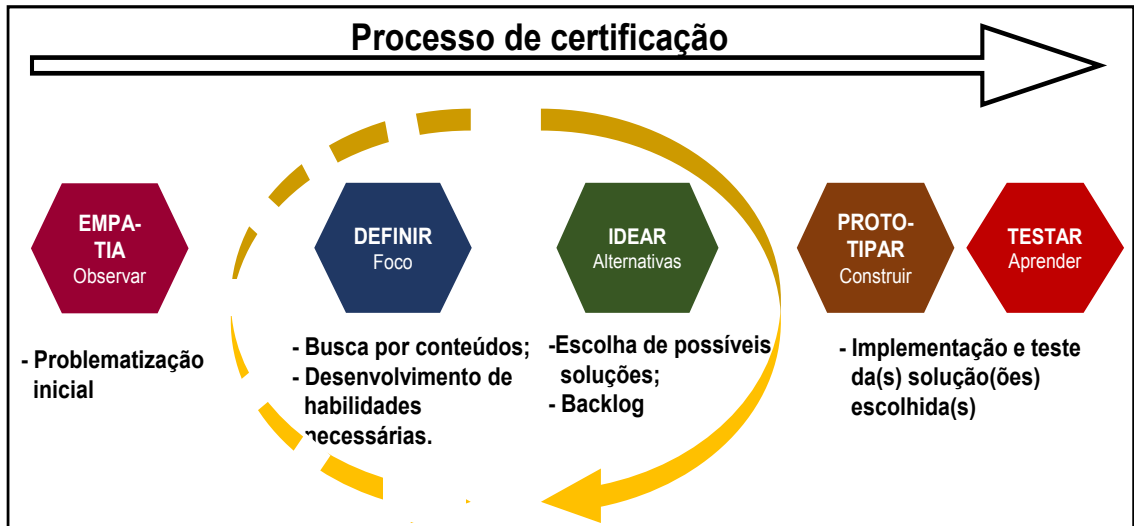 Processo de certificação
EMPA-
TIA
Observar
DEFINIR
Foco
IDEAR
Alternativas
PROTO-
TIPAR
Construir
TESTAR
Aprender
- Problematização
inicial
- Busca por conteúdos;
- Desenvolvimento de
habilidades
necessárias.
-Escolha de possíveis
soluções;
- Backlog
- Implementação e teste
da(s) solução(ões)
escolhida(s)